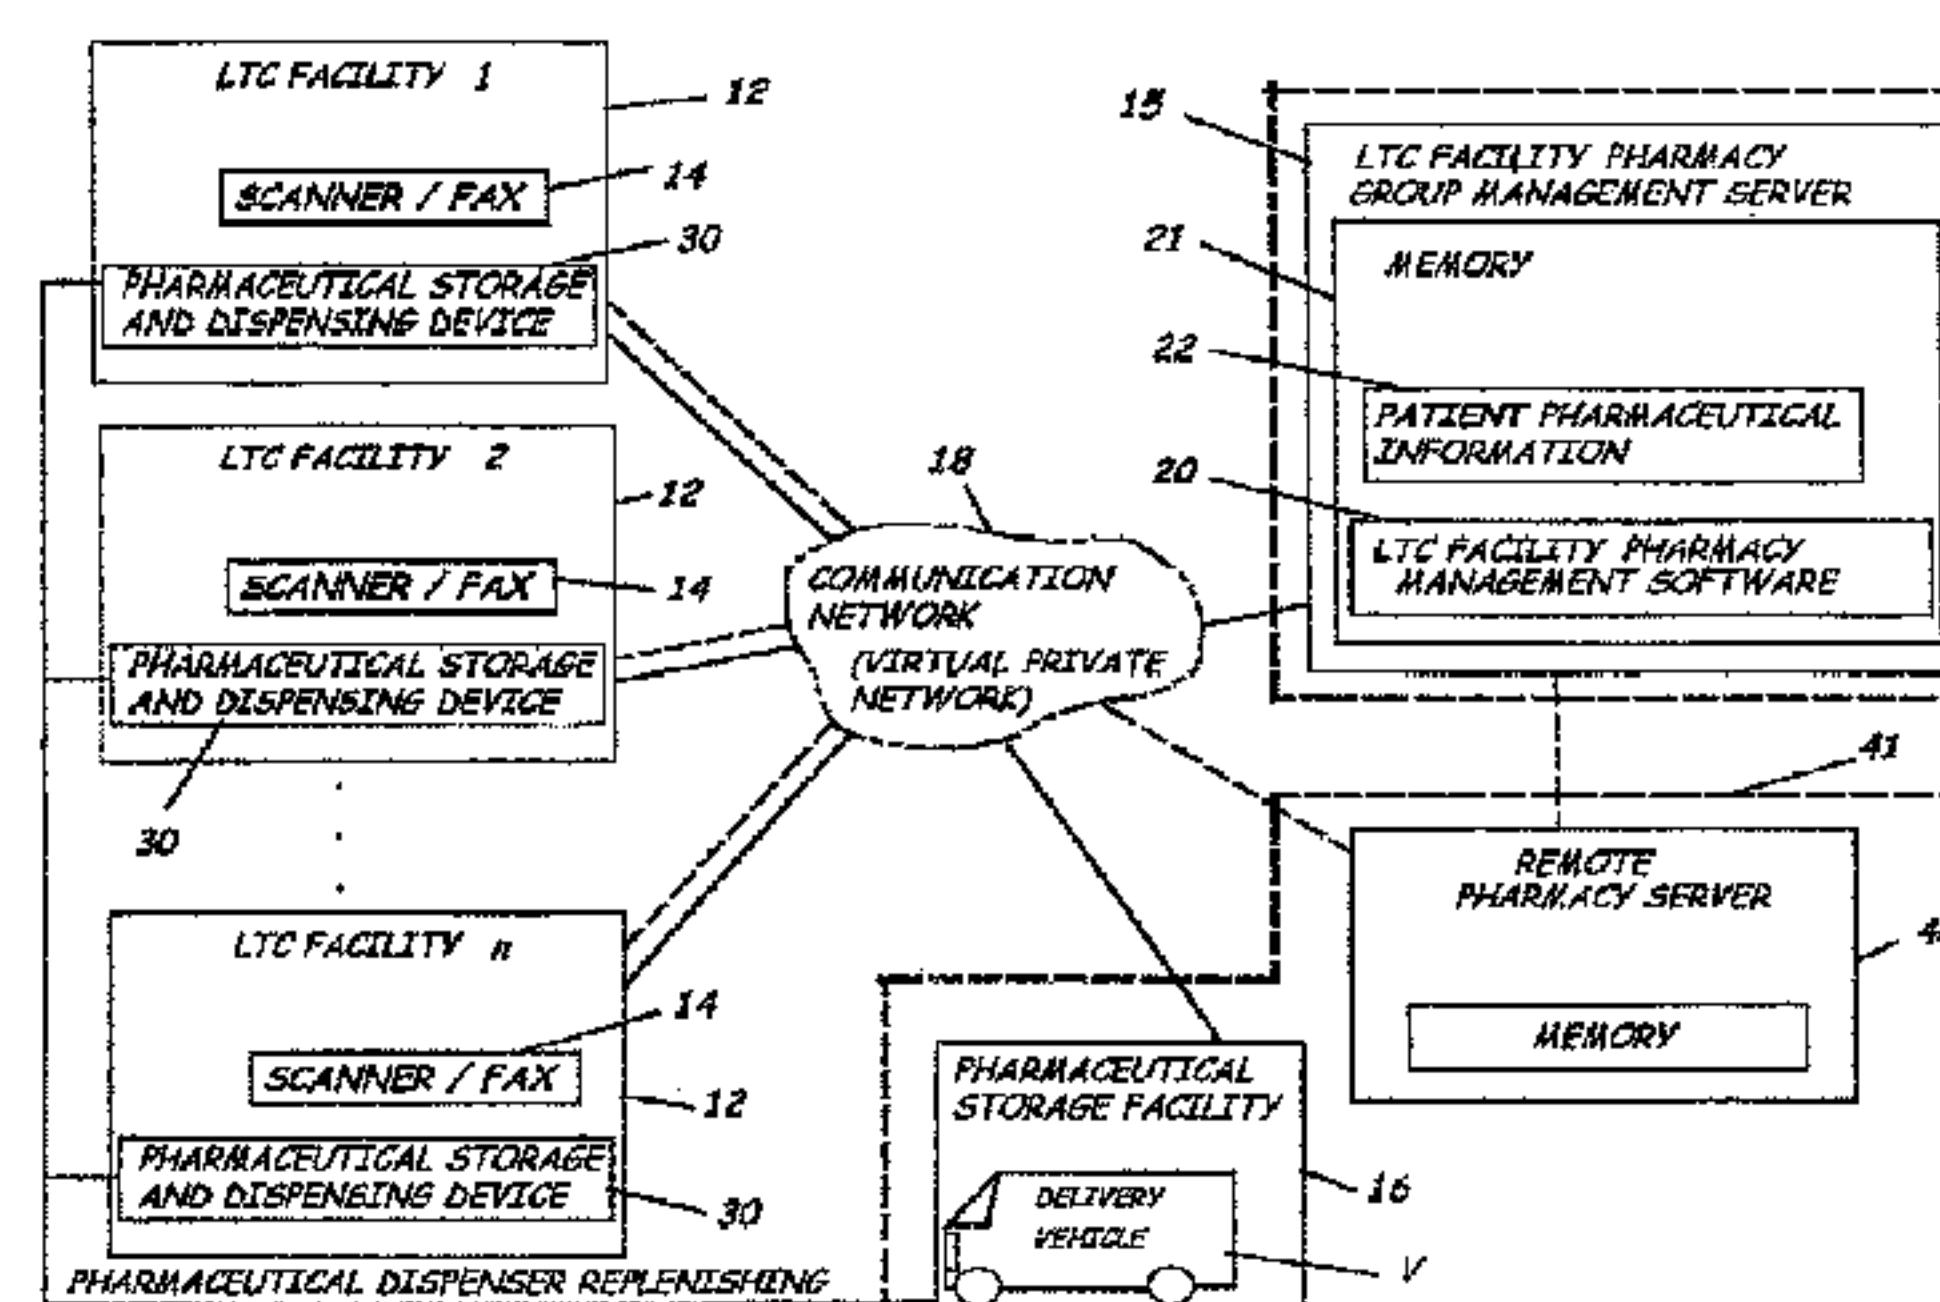 LTC FACILITY 1
12
SCANNER / FAX
14
30
PHARMACEUTICAL STORAGE
AND DISPENSING DEVICE
LTC FACILITY 2
12
SCANNER / FAX
14
PHARMACEUTICAL STORAGE
AND DISPENSING DEVICE
30
LTC FACILITY n
14
SCANNER / FAX
12
PHARMACEUTICAL STORAGE
AND DISPENSING DEVICE
30
PHARMACEUTICAL DISPENSER REPLENISHING
18
COMMUNICATION
NETWORK
(VIRTUAL PRIVATE
NETWORK)
15
LTC FACILITY PHARMACY
GROUP MANAGEMENT SERVER
21
MEMORY
22
PATIENT PHARMACEUTICAL
INFORMATION
20
LTC FACILITY PHARMACY
MANAGEMENT SOFTWARE
41
REMOTE
PHARMACY SERVER
MEMORY
PHARMACEUTICAL
STORAGE FACILITY
16
DELIVERY
VEHICLE
V